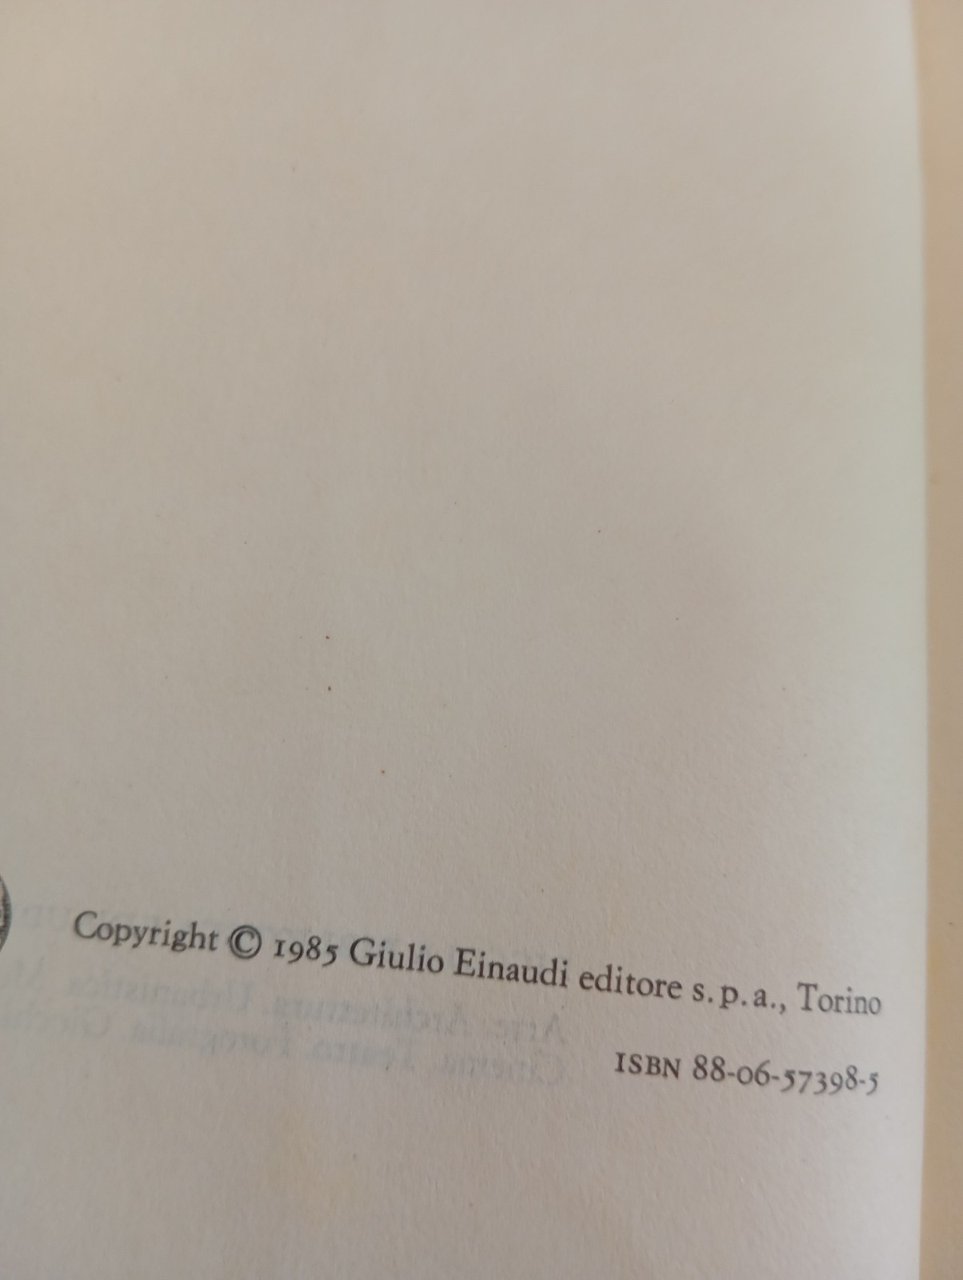 Copyright © 1985 Giulio Einaudi editore s.p.a., Torino
ISBN 88-06-57398-5